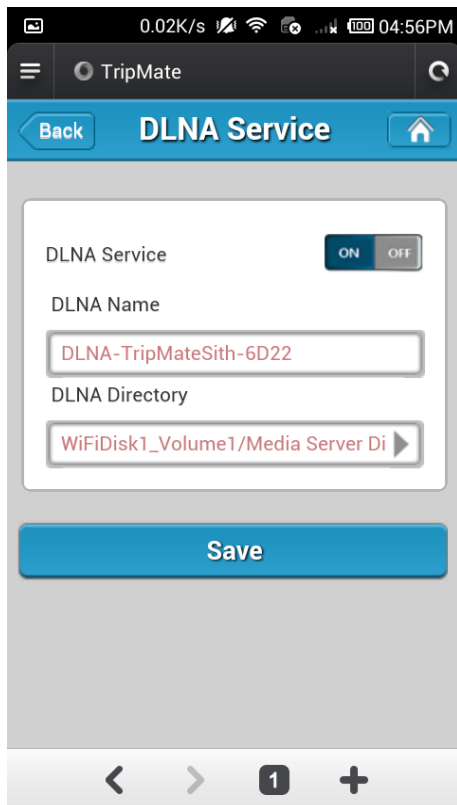 0.02K/s 100 04:56PM
TripMate
Back DLNA Service
DLNA Service ON OFF
DLNA Name
DLNA-TripMateSith-6D22
DLNA Directory
WiFiDisk1_Volume1/Media Server Di
Save
1